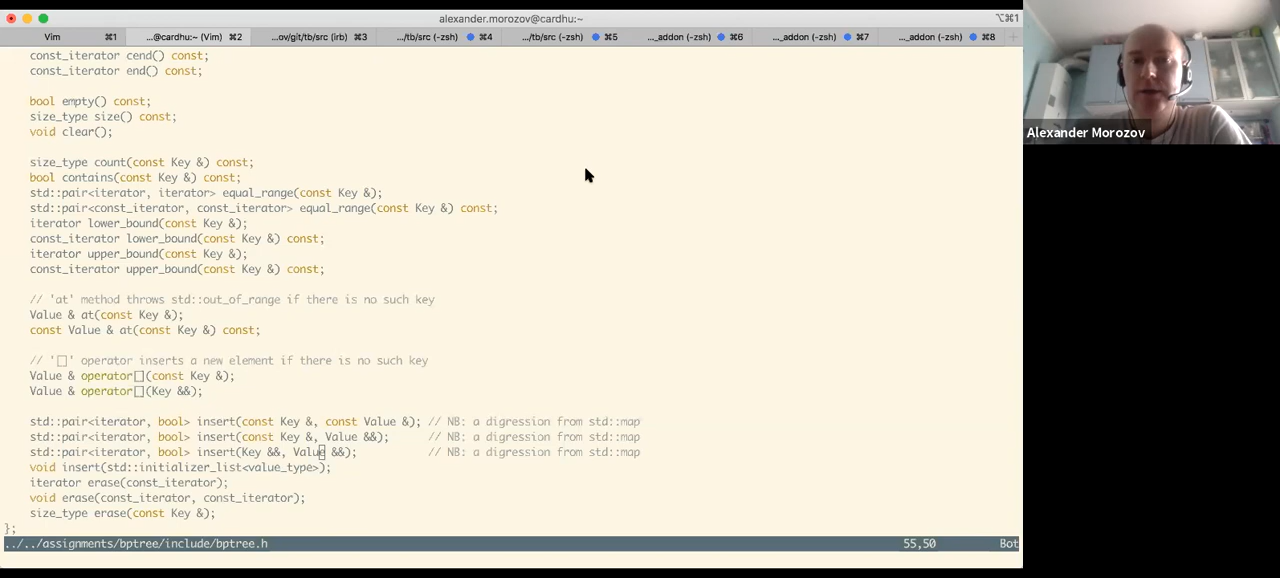 alexander.morozov@cardhu:~
⌥⌘1
Vim ⌘1 ...@cardhu:~ (Vim) ⌘2 ...ov/git/tb/src (irb) ⌘3 .../tb/src (-zsh) ⌘4 .../tb/src (-zsh) ⌘5 ..._addon (-zsh) ⌘6 ..._addon (-zsh) ⌘7 ..._addon (-zsh) ⌘8
const_iterator cend() const;
const_iterator end() const;
bool empty() const;
size_type size() const;
void clear();
size_type count(const Key &) const;
bool contains(const Key &) const;
std::pair<iterator, iterator> equal_range(const Key &);
std::pair<const_iterator, const_iterator> equal_range(const Key &) const;
iterator lower_bound(const Key &);
const_iterator lower_bound(const Key &) const;
iterator upper_bound(const Key &);
const_iterator upper_bound(const Key &) const;
// 'at' method throws std::out_of_range if there is no such key
Value & at(const Key &);
const Value & at(const Key &) const;
// '[]' operator inserts a new element if there is no such key
Value & operator[](const Key &);
Value & operator[](Key &&);
std::pair<iterator, bool> insert(const Key &, const Value &); // NB: a digression from std::map
std::pair<iterator, bool> insert(const Key &, Value &&); // NB: a digression from std::map
std::pair<iterator, bool> insert(Key &&, Value &&); // NB: a digression from std::map
void insert(std::initializer_list<value_type>);
iterator erase(const_iterator);
void erase(const_iterator, const_iterator);
size_type erase(const Key &);
};
../../assignments/bptree/include/bptree.h 55,50 Bot
Alexander Morozov